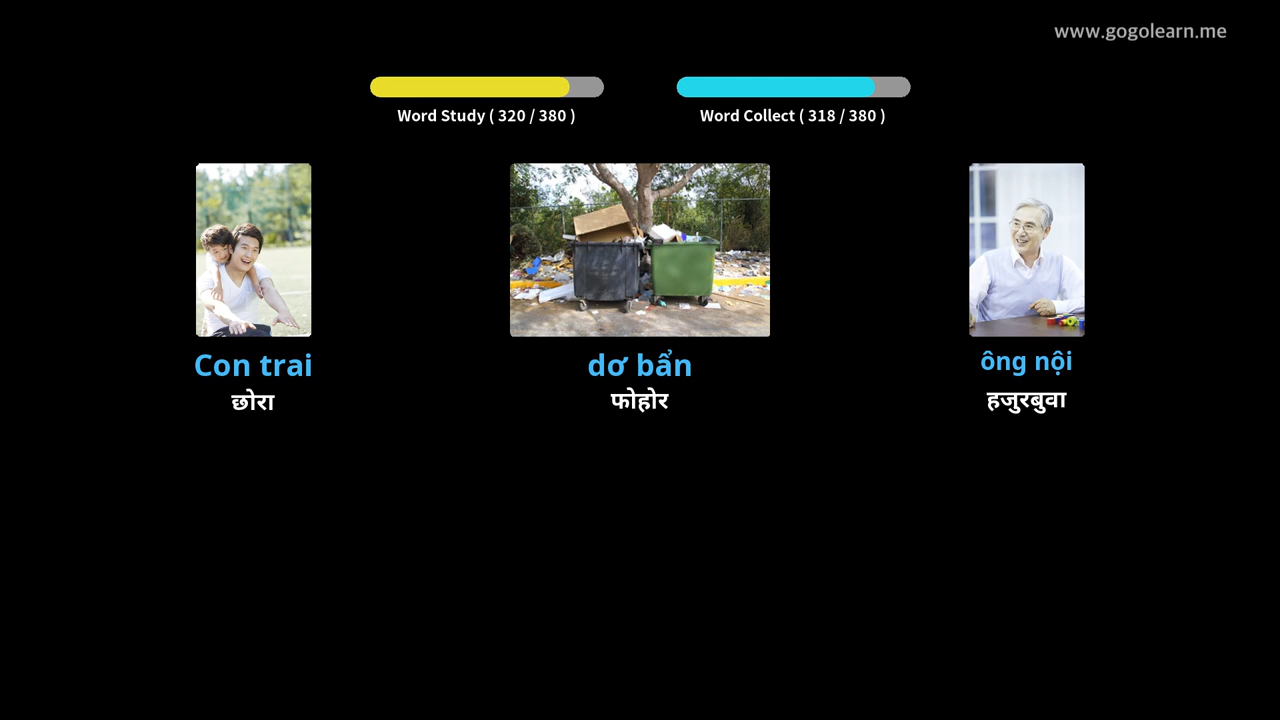 www.gogolearn.me
Word Study ( 320 / 380 )
Word Collect ( 318 / 380 )
Con trai
छोरा
dơ bẩn
फोहोर
ông nội
हजुरबुवा